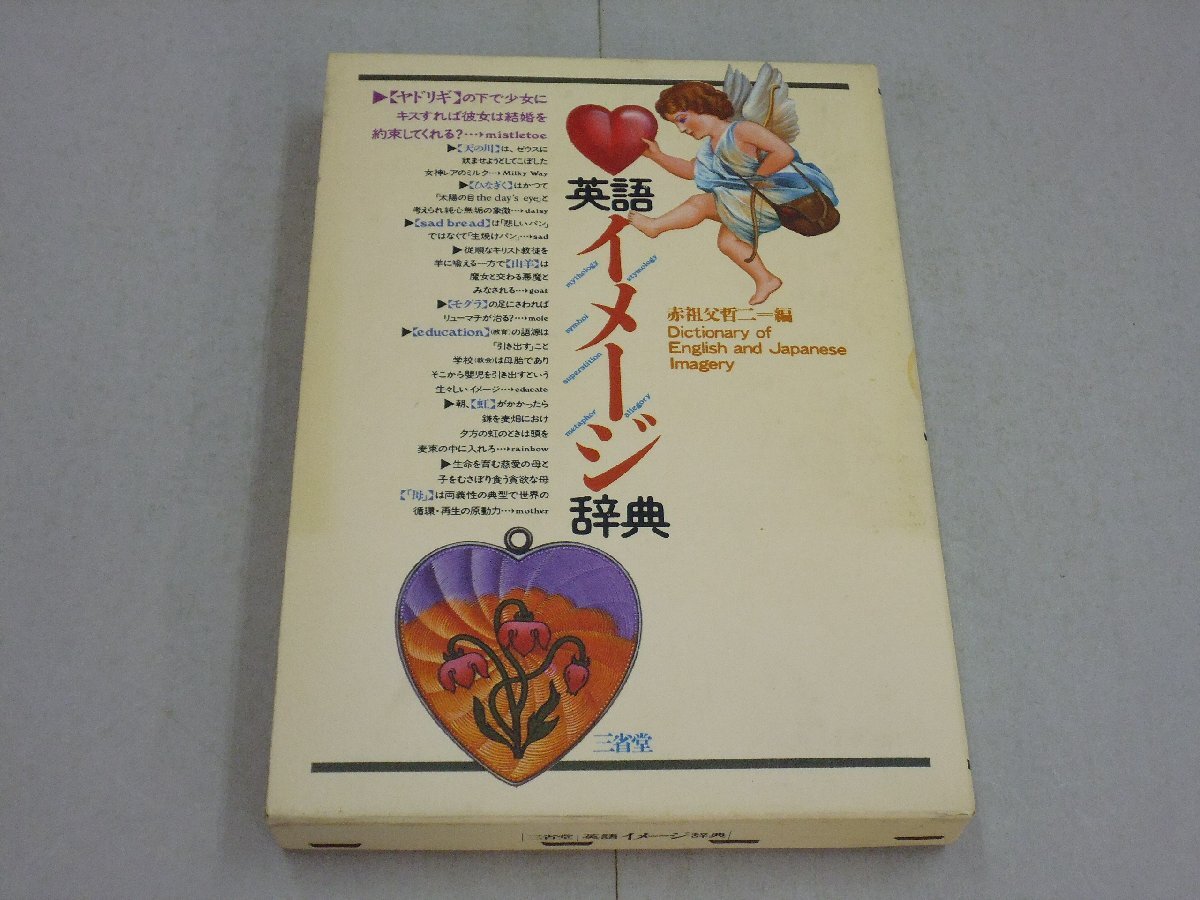 ▶【ヤドリギ】の下で少女に
キスすれば彼女は結婚を
約束してくれる?…→mistletoe
▶【天の川】は、ゼウスに
飲ませようとしてこぼした
女神レアのミルク…→Milky Way
▶【ひなぎく】はかつて
「太陽の目the day's eye」と
考えられ純心無垢の象徴…→daisy
▶【sad bread】は「悲しいパン」
ではなくて「生焼けパン」…→sad
▶従順なキリスト教徒を
羊に喩える一方で【山羊】は
魔女と交わる悪魔と
みなされる…→goat
▶【モグラ】の足にさわれば
リューマチが治る?…→mole
▶【education】(教育)の語源は
「引き出す」こと
学校(教会)は母胎であり
そこから嬰児を引き出すという
生々しいイメージ…→educate
▶朝、【虹】がかかったら
鎌を麦畑におけ
夕方の虹のときは頭を
麦束の中に入れろ…→rainbow
▶生命を育む慈愛の母と
子をむさぼり食う貪欲な母
【「母」】は両義性の典型で世界の
循環・再生の原動力…→mother
英語イメージ辞典
mythology
etymology
symbol
superstition
metaphor
allegory
赤祖父哲二=編
Dictionary of
English and Japanese
Imagery
三省堂
三省堂 英語イメージ辞典